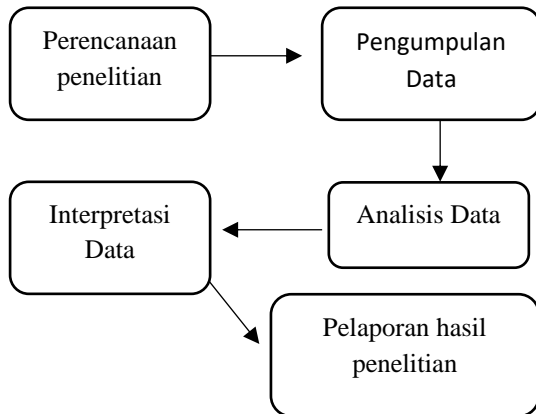 Perencanaan
penelitian
Pengumpulan
Data
Analisis Data
Interpretasi
Data
Pelaporan hasil
penelitian